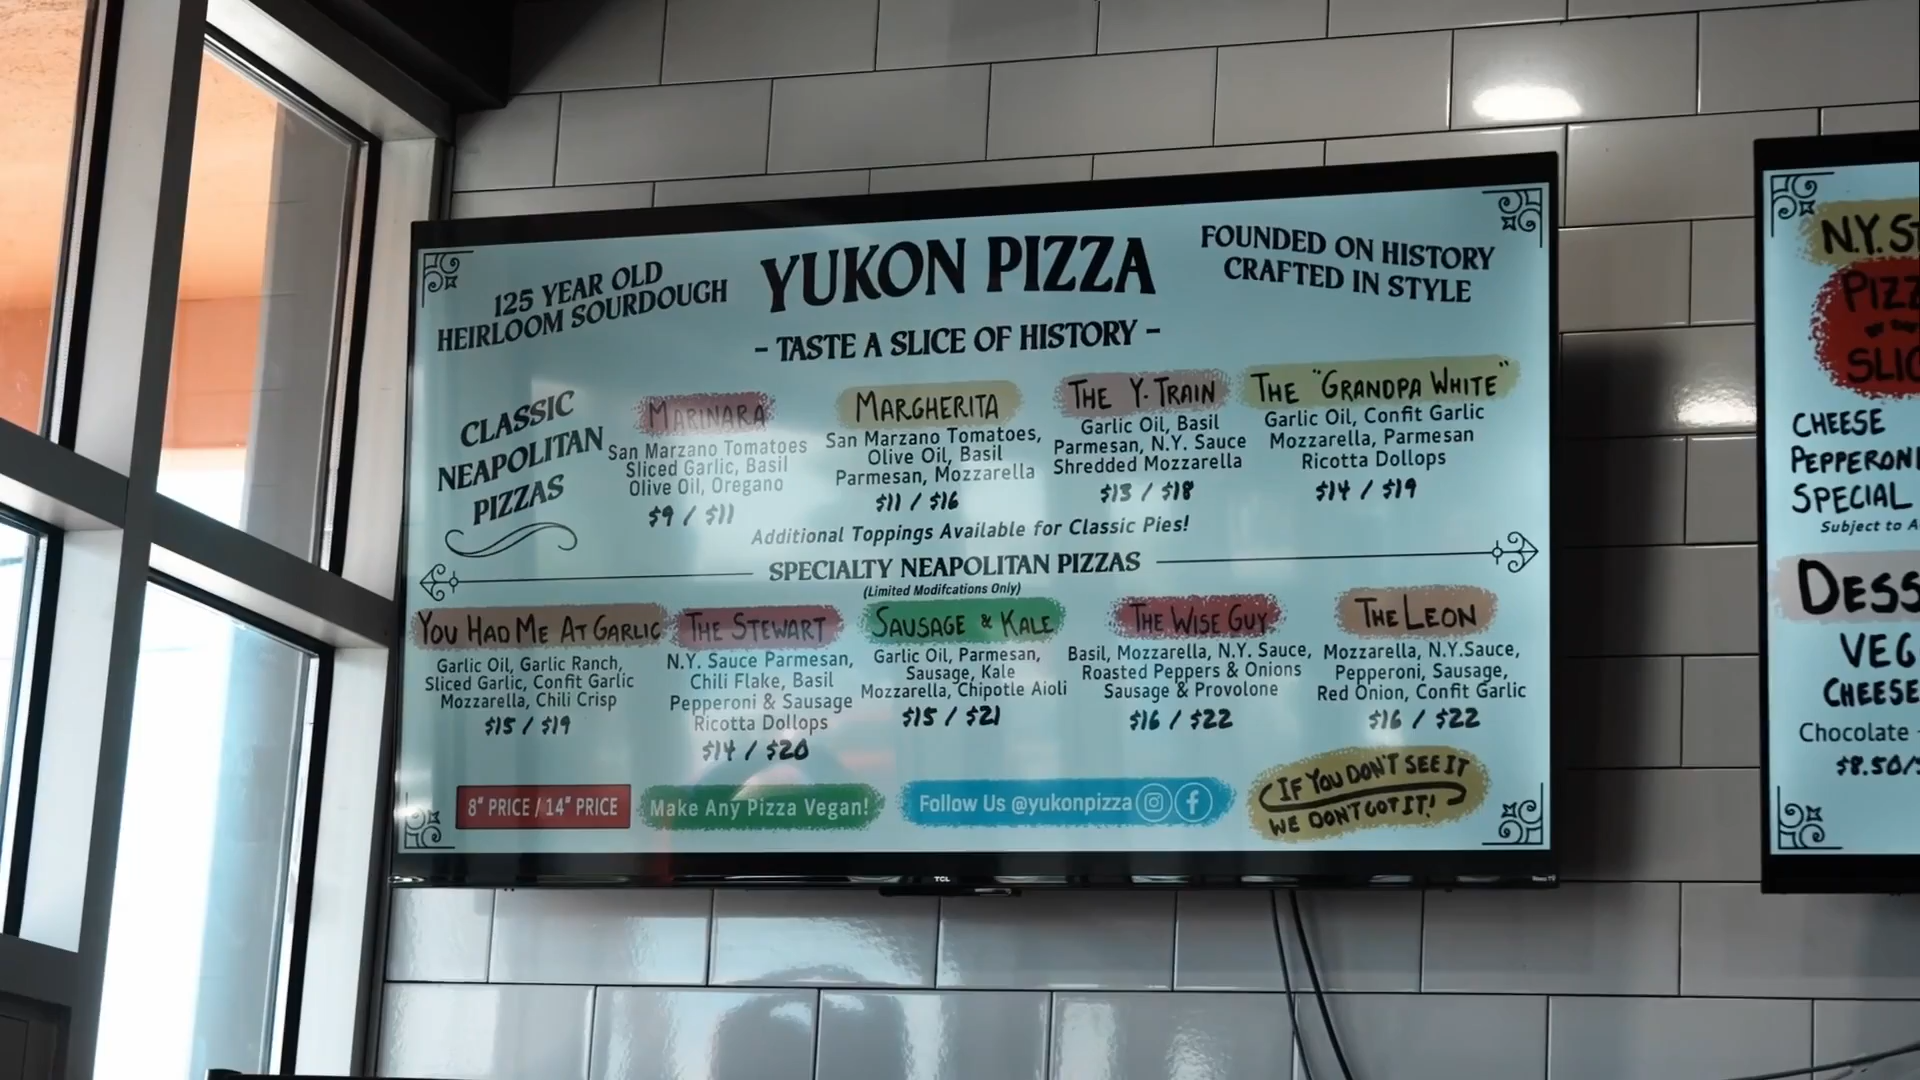 125 YEAR OLD
HEIRLOOM SOURDOUGH
YUKON PIZZA
- TASTE A SLICE OF HISTORY -
FOUNDED ON HISTORY
CRAFTED IN STYLE
CLASSIC
NEAPOLITAN
PIZZAS
MARINARA
San Marzano Tomatoes
Sliced Garlic, Basil
Olive Oil, Oregano
$9 / $11
MARGHERITA
San Marzano Tomatoes,
Olive Oil, Basil
Parmesan, Mozzarella
$11 / $16
THE Y-TRAIN
Garlic Oil, Basil
Parmesan, N.Y. Sauce
Shredded Mozzarella
$13 / $18
THE "GRANDPA WHITE"
Garlic Oil, Confit Garlic
Mozzarella, Parmesan
Ricotta Dollops
$14 / $19
Additional Toppings Available for Classic Pies!
SPECIALTY NEAPOLITAN PIZZAS
(Limited Modifcations Only)
YOU HAD ME AT GARLIC
Garlic Oil, Garlic Ranch,
Sliced Garlic, Confit Garlic
Mozzarella, Chili Crisp
$15 / $19
THE STEWART
N.Y. Sauce Parmesan,
Chili Flake, Basil
Pepperoni & Sausage
Ricotta Dollops
$14 / $20
SAUSAGE & KALE
Garlic Oil, Parmesan,
Sausage, Kale
Mozzarella, Chipotle Aioli
$15 / $21
THE WISE GUY
Basil, Mozzarella, N.Y. Sauce,
Roasted Peppers & Onions
Sausage & Provolone
$16 / $22
THE LEON
Mozzarella, N.Y.Sauce,
Pepperoni, Sausage,
Red Onion, Confit Garlic
$16 / $22
8" PRICE / 14" PRICE
Make Any Pizza Vegan!
Follow Us @yukonpizza
IF YOU DON'T SEE IT
WE DON'T GOT IT!
TCL
N.Y.
CHEESE
PEPPERONI
SPECIAL
Subject to
CHEESE
Chocolate
$8.50/